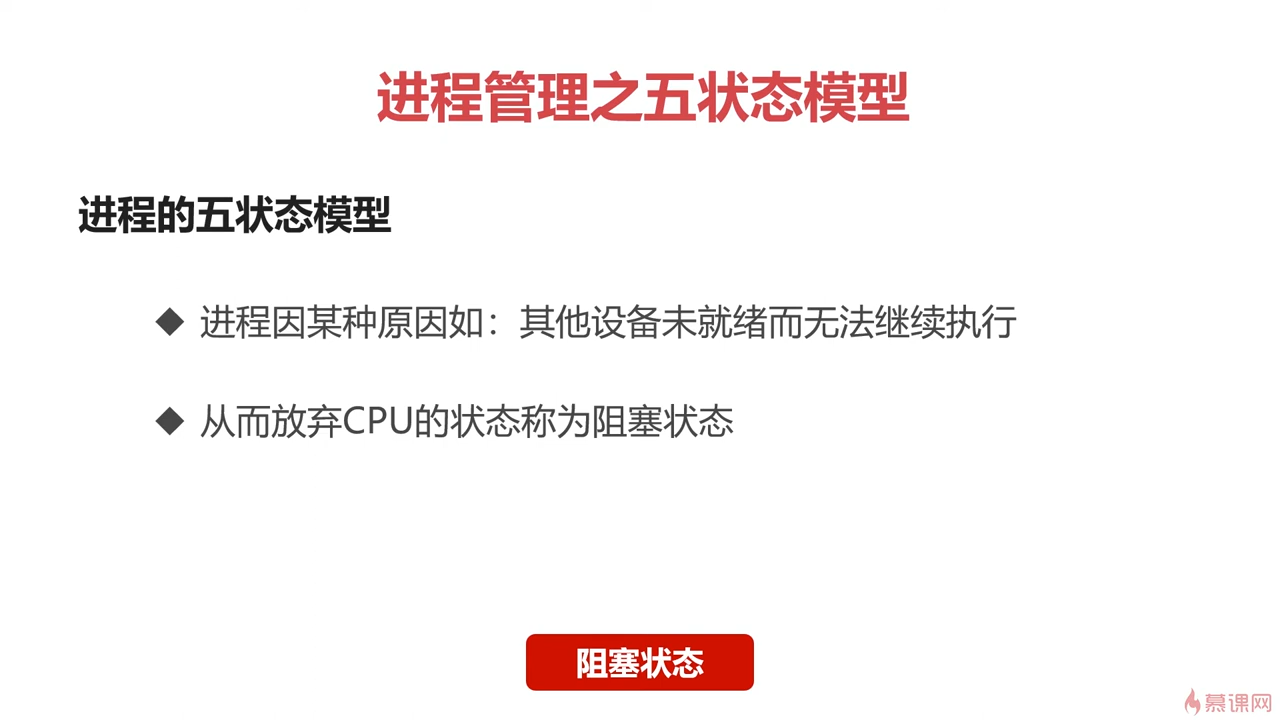 进程管理之五状态模型
进程的五状态模型
◆ 进程因某种原因如：其他设备未就绪而无法继续执行
◆ 从而放弃CPU的状态称为阻塞状态
阻塞状态
慕课网